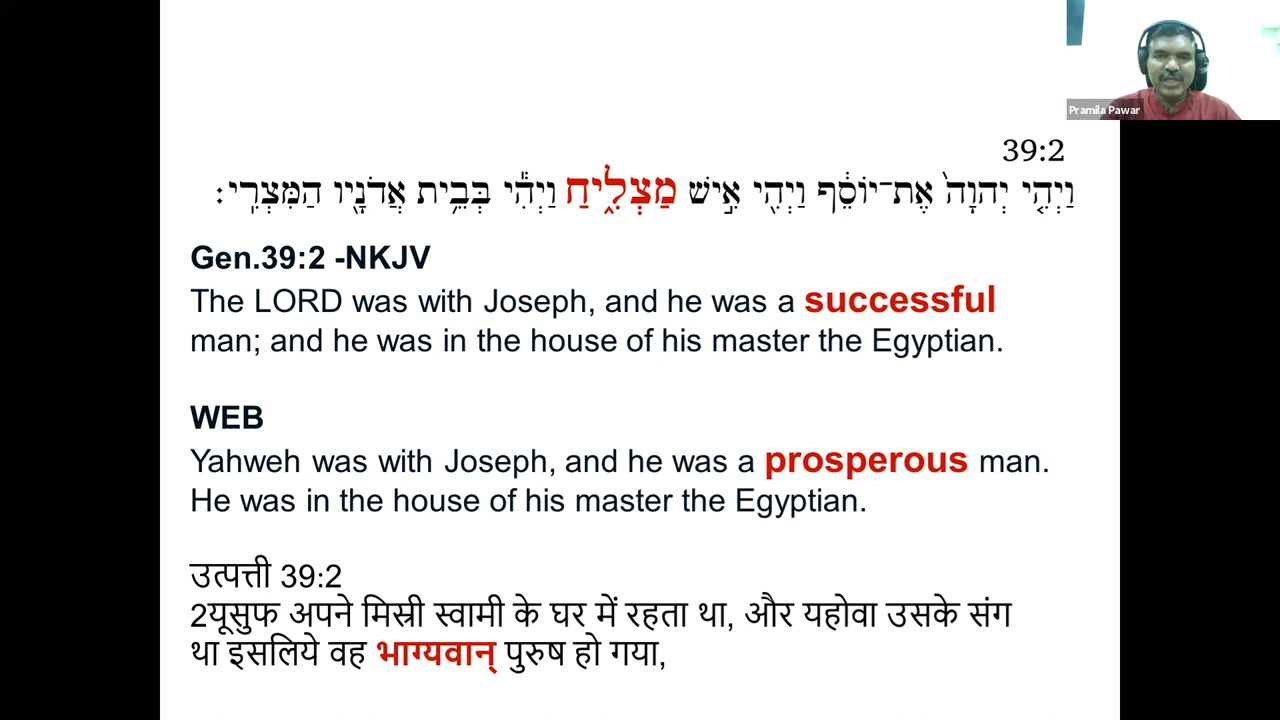 Pramila Pawar
39:2
וַיְהִ֤י יְהוָה֙ אֶת־יוֹסֵ֔ף וַיְהִ֖י אִ֣ישׁ מַצְלִ֑יחַ וַיְהִ֕י בְּבֵ֥ית אֲדֹנָ֖יו הַמִּצְרִֽי׃
Gen.39:2 -NKJV
The LORD was with Joseph, and he was a successful
man; and he was in the house of his master the Egyptian.
WEB
Yahweh was with Joseph, and he was a prosperous man.
He was in the house of his master the Egyptian.
उत्पत्ती 39:2
2यूसुफ अपने मिस्री स्वामी के घर में रहता था, और यहोवा उसके संग
था इसलिये वह भाग्यवान् पुरुष हो गया,